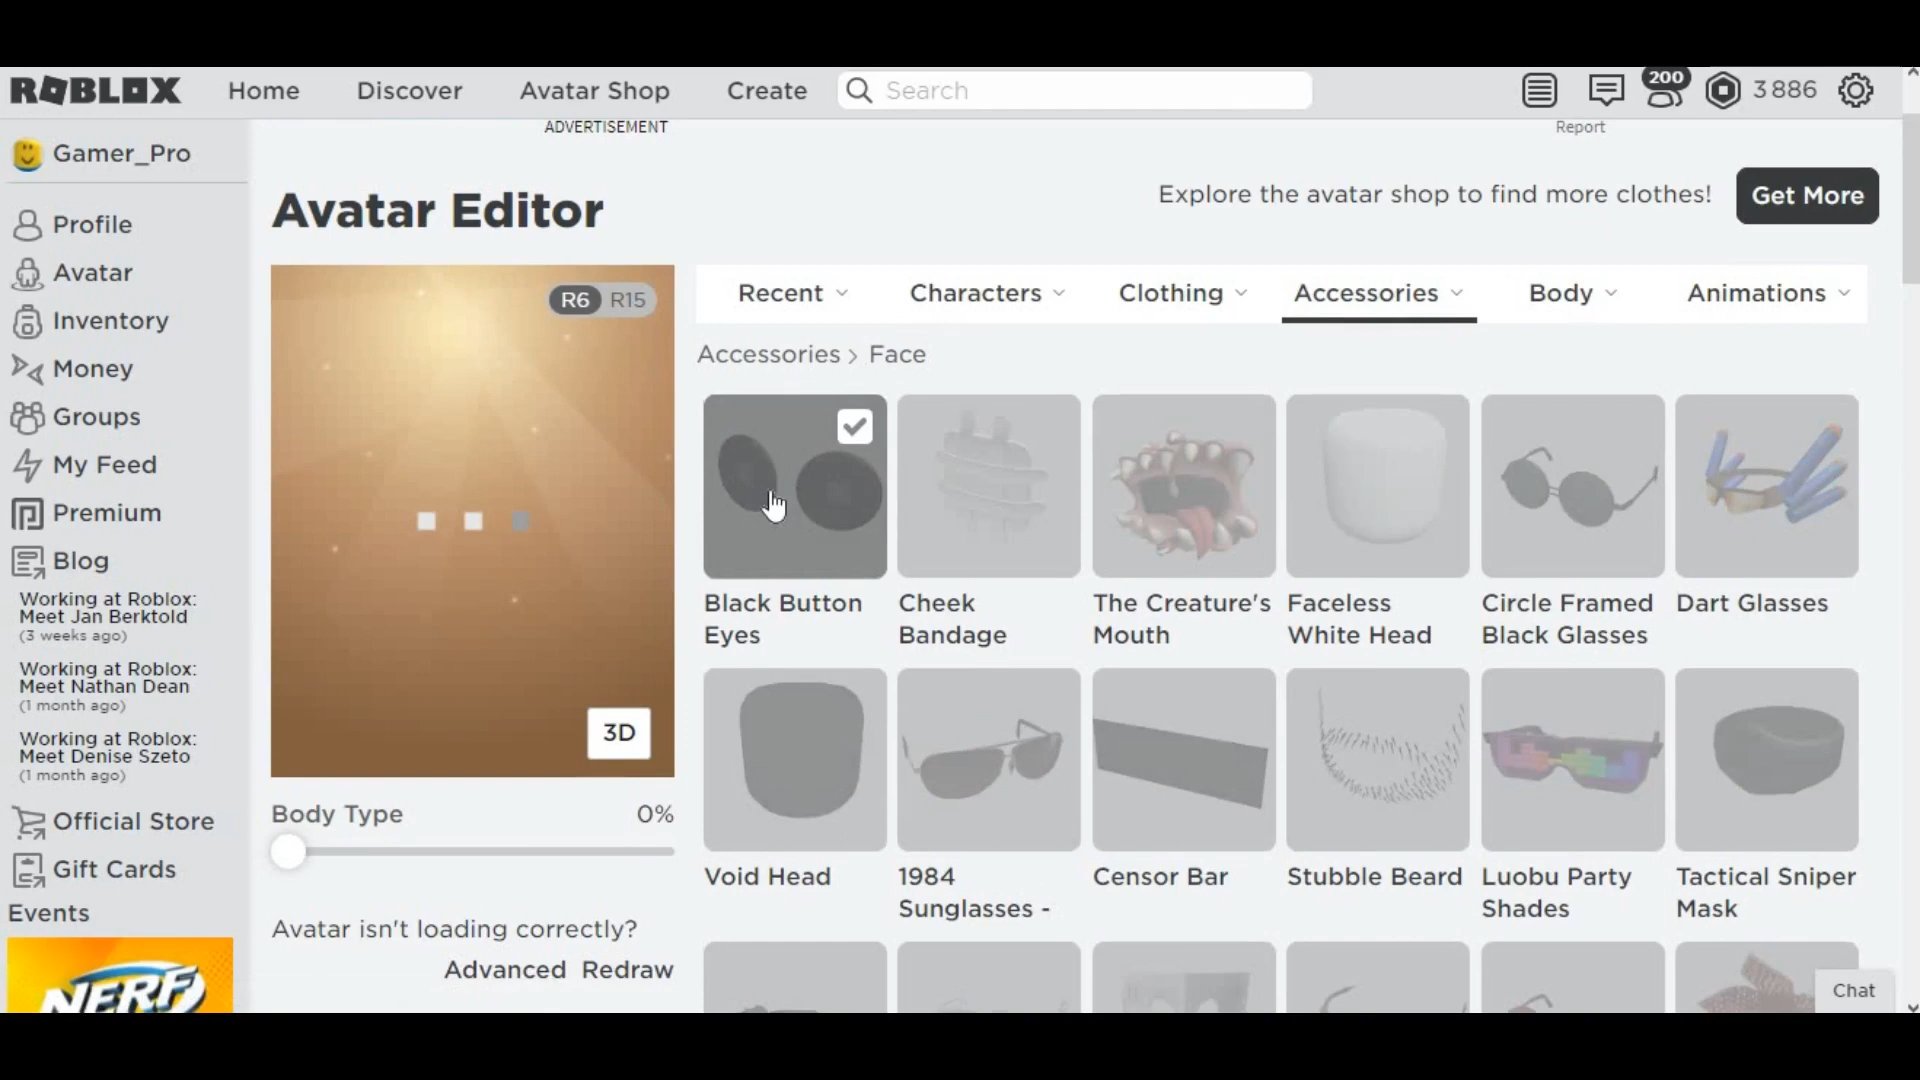 ROBLOX
Home
Discover
Avatar Shop
Create
Search
200
3 886
ADVERTISEMENT
Report
Gamer_Pro
Profile
Avatar
Inventory
Money
Groups
My Feed
Premium
Blog
Working at Roblox:
Meet Jan Berktold
(3 weeks ago)
Working at Roblox:
Meet Nathan Dean
(1 month ago)
Working at Roblox:
Meet Denise Szeto
(1 month ago)
Official Store
Gift Cards
Events
NERF
Avatar Editor
Explore the avatar shop to find more clothes!
Get More
R6 R15
3D
Body Type 0%
Avatar isn't loading correctly?
Advanced Redraw
Recent
Characters
Clothing
Accessories
Body
Animations
Accessories > Face
Black Button
Eyes
Cheek
Bandage
The Creature's
Mouth
Faceless
White Head
Circle Framed
Black Glasses
Dart Glasses
Void Head
1984
Sunglasses -
Censor Bar
Stubble Beard
Luobu Party
Shades
Tactical Sniper
Mask
Chat